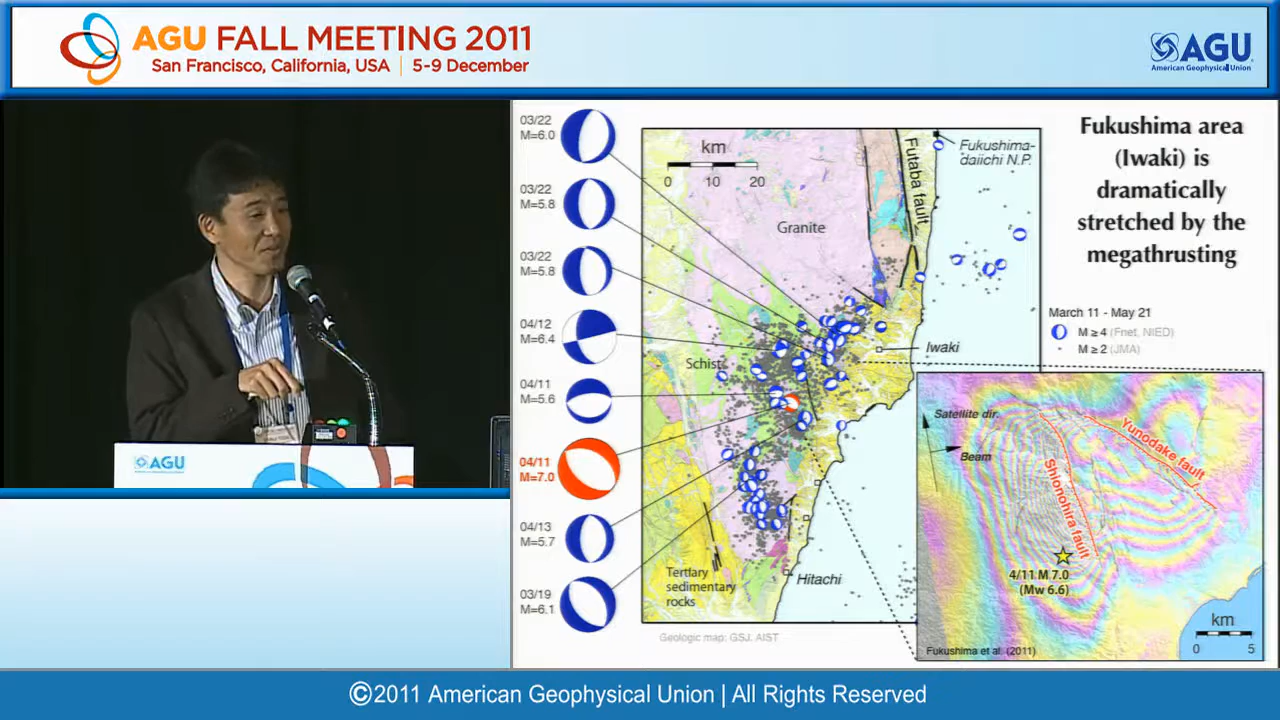 AGU FALL MEETING 2011
San Francisco, California, USA | 5-9 December
AGU
American Geophysical Union
AGU
03/22
M=6.0
03/22
M=5.8
03/22
M=5.8
04/12
M=6.4
04/11
M=5.6
04/11
M=7.0
04/13
M=5.7
03/19
M=6.1
km
0 10 20
Granite
Schist
Tertiary
sedimentary
rocks
Futaba fault
Fukushima-
daiichi N.P.
Iwaki
Hitachi
Geologic map: GSJ, AIST
Fukushima area
(Iwaki) is
dramatically
stretched by the
megathrusting
March 11 - May 21
M ≥ 4 (Fnet, NIED)
M ≥ 2 (JMA)
Satellite dir.
Beam
Yunodake fault
Shionohira fault
4/11 M 7.0
(Mw 6.6)
km
0 5
Fukushima et al. (2011)
©2011 American Geophysical Union | All Rights Reserved